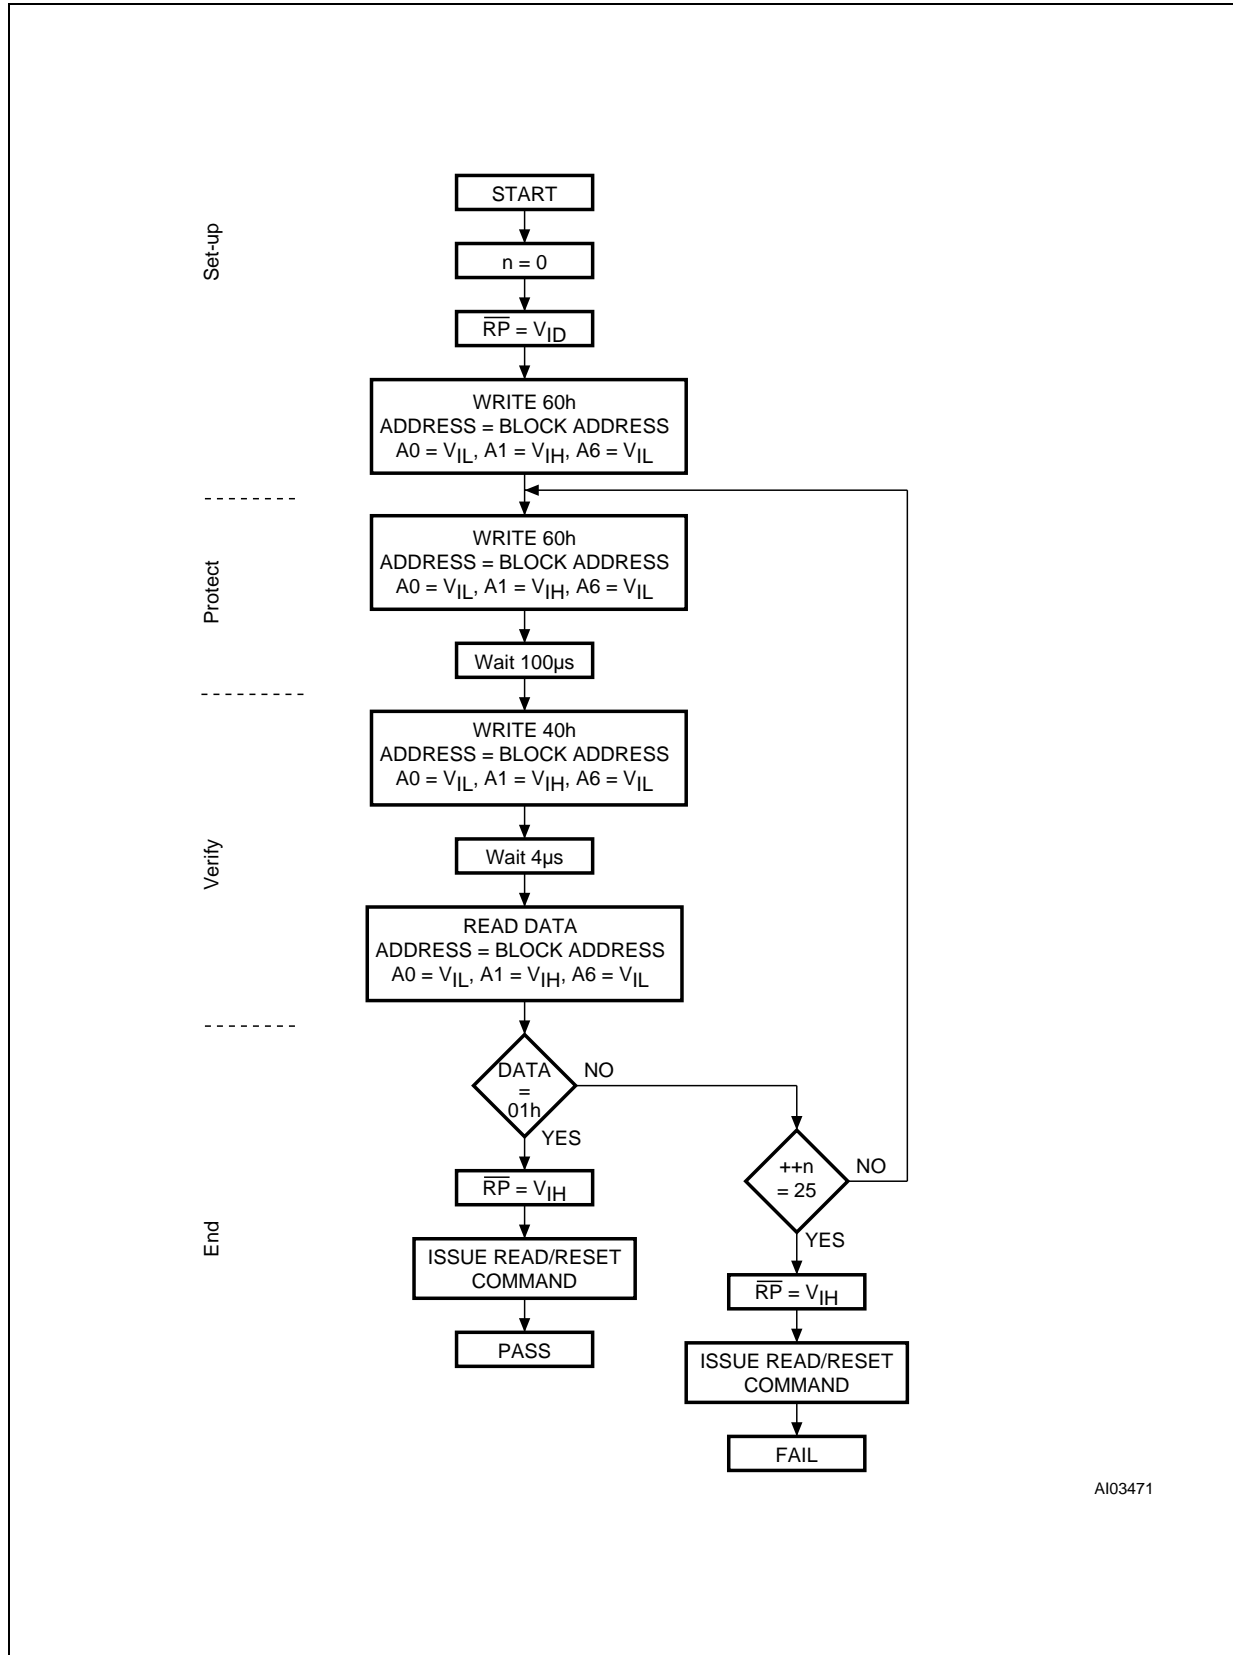 START
Set-up
n = 0
R̅P̅ = VID
WRITE 60h
ADDRESS = BLOCK ADDRESS
A0 = VIL, A1 = VIH, A6 = VIL
Protect
WRITE 60h
ADDRESS = BLOCK ADDRESS
A0 = VIL, A1 = VIH, A6 = VIL
Wait 100µs
Verify
WRITE 40h
ADDRESS = BLOCK ADDRESS
A0 = VIL, A1 = VIH, A6 = VIL
Wait 4µs
READ DATA
ADDRESS = BLOCK ADDRESS
A0 = VIL, A1 = VIH, A6 = VIL
End
DATA
=
01h
NO
YES
++n
= 25
NO
YES
R̅P̅ = VIH
ISSUE READ/RESET
COMMAND
PASS
R̅P̅ = VIH
ISSUE READ/RESET
COMMAND
FAIL
AI03471